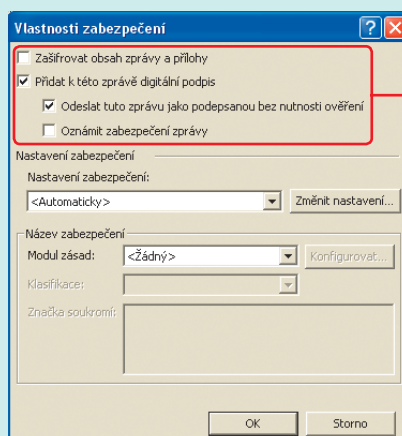 Vlastnosti zabezpečení
Zašifrovat obsah zprávy a přílohy
Přidat k této zprávě digitální podpis
Odeslat tuto zprávu jako podepsanou bez nutnosti ověření
Oznámit zabezpečení zprávy
Nastavení zabezpečení
Nastavení zabezpečení:
<Automaticky> Změnit nastavení...
Název zabezpečení
Modul zásad: <Žádný> Konfigurovat...
Klasifikace:
Značka soukromí:
OK Storno